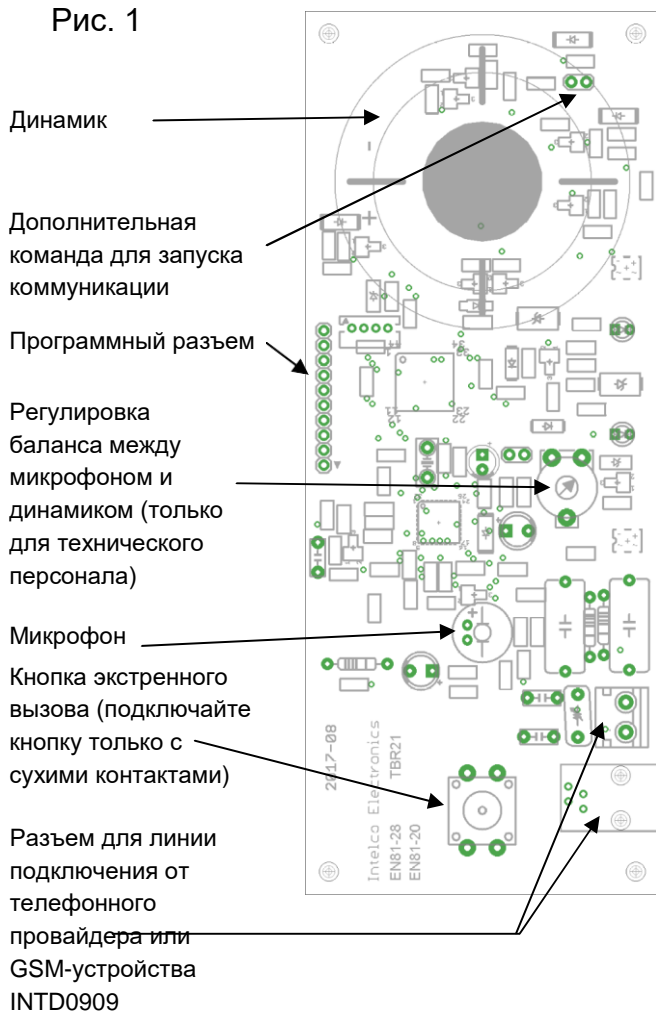 Рис. 1
Динамик
Дополнительная
команда для запуска
коммуникации
Программный разъем
Регулировка
баланса между
микрофоном и
динамиком (только
для технического
персонала)
Микрофон
Кнопка экстренного
вызова (подключайте
кнопку только с
сухими контактами)
Разъем для линии
подключения от
телефонного
провайдера или
GSM-устройства
INTD0909
2017-08
Intelco Electronics
TBR21
EN81-28
EN81-20